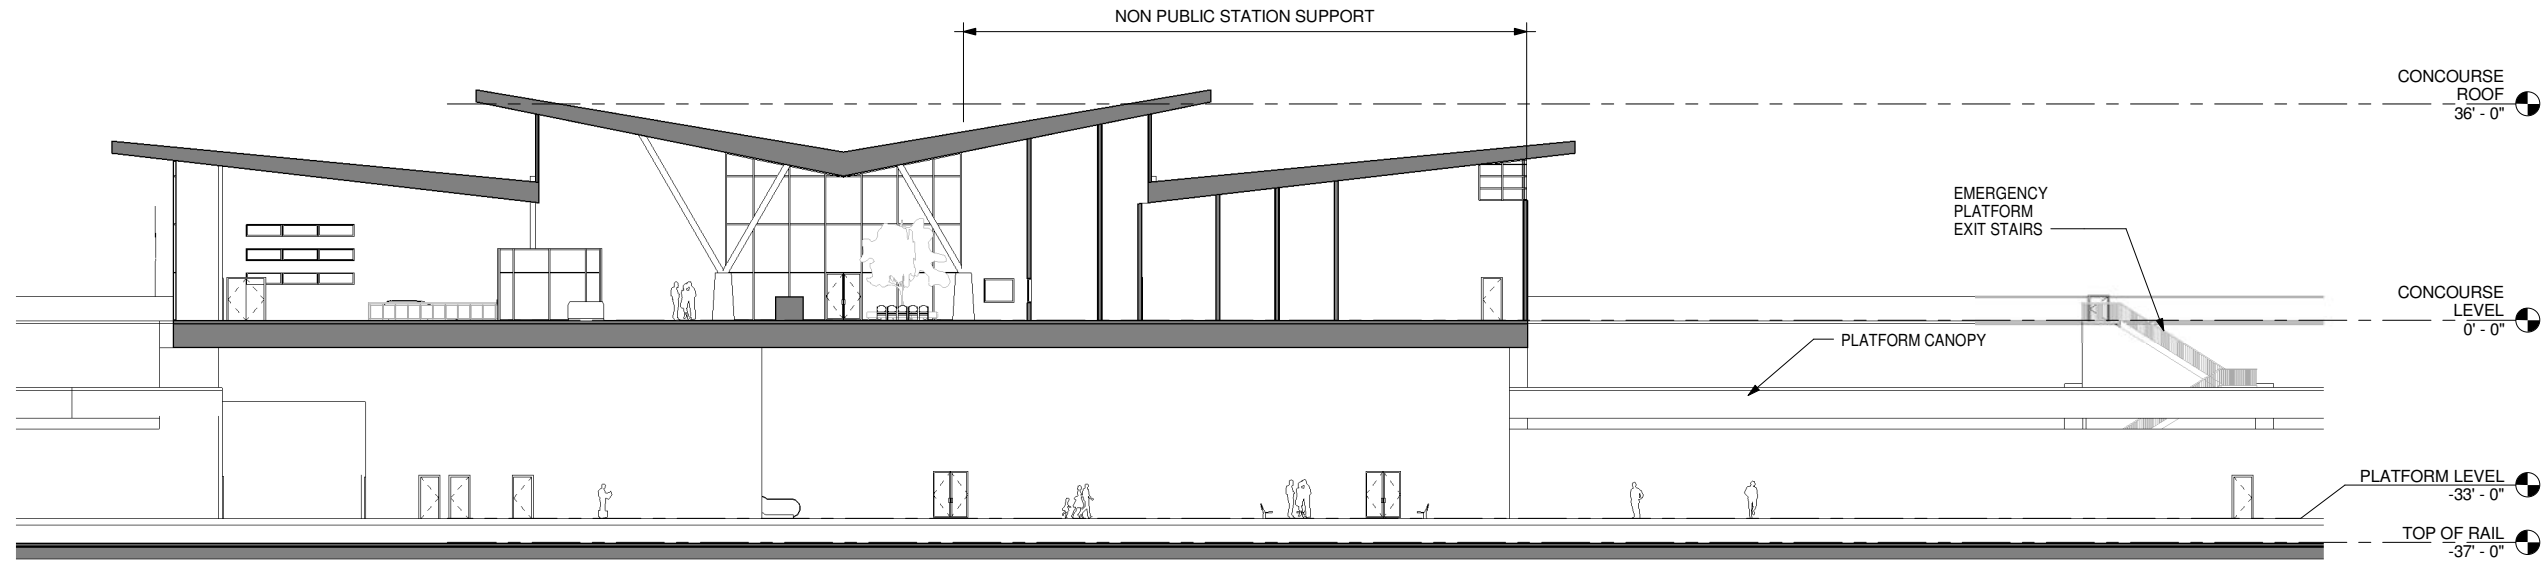 NON PUBLIC STATION SUPPORT
CONCOURSE
ROOF
36' - 0"
EMERGENCY
PLATFORM
EXIT STAIRS
CONCOURSE
LEVEL
0' - 0"
PLATFORM CANOPY
PLATFORM LEVEL
-33' - 0"
TOP OF RAIL
-37' - 0"